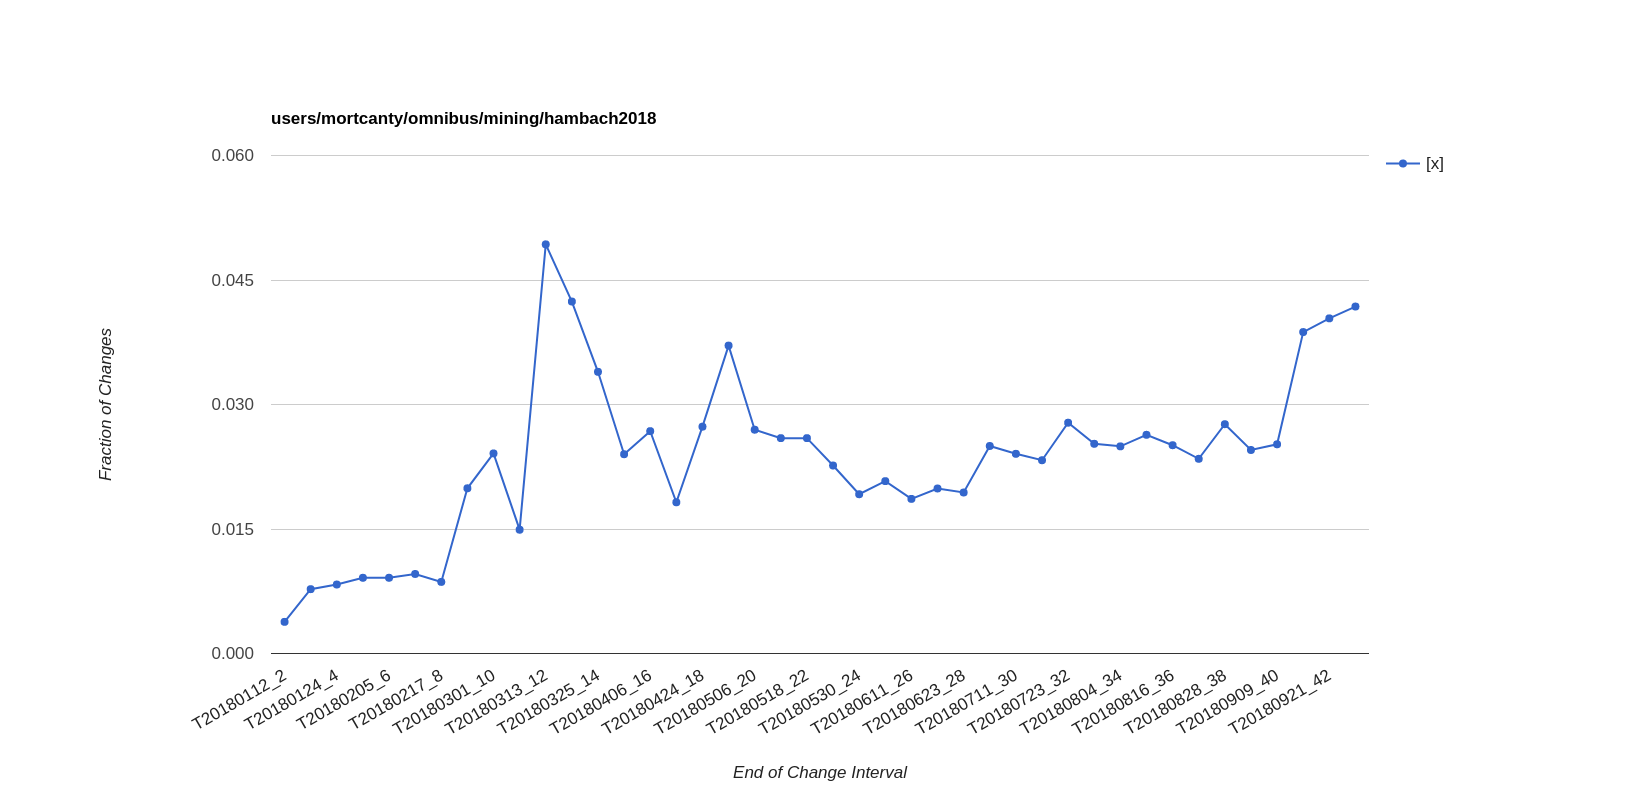 users/mortcanty/omnibus/mining/hambach2018
0.060
[x]
0.045
0.030
0.015
0.000
Fraction of Changes
T20180112_2
T20180124_4
T20180205_6
T20180217_8
T20180301_10
T20180313_12
T20180325_14
T20180406_16
T20180424_18
T20180506_20
T20180518_22
T20180530_24
T20180611_26
T20180623_28
T20180711_30
T20180723_32
T20180804_34
T20180816_36
T20180828_38
T20180909_40
T20180921_42
End of Change Interval